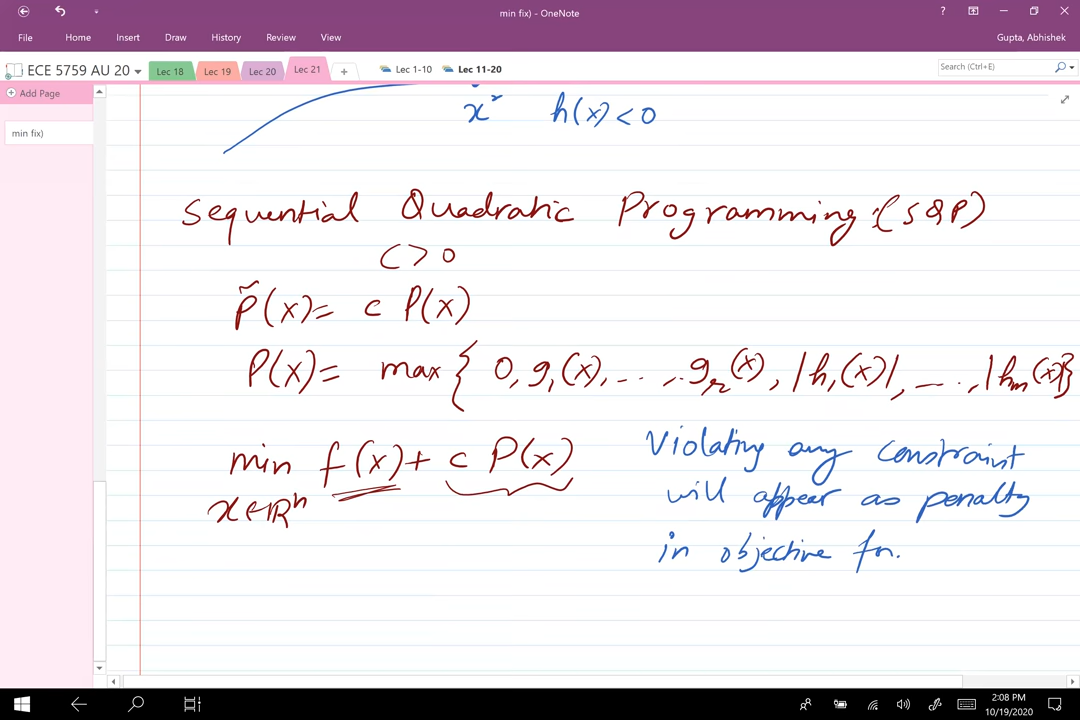 min fix) - OneNote
File Home Insert Draw History Review View Gupta, Abhishek
ECE 5759 AU 20 Lec 18 Lec 19 Lec 20 Lec 21 + Lec 1-10 Lec 11-20 Search (Ctrl+E)
Add Page
min fix)
h(x) < 0
Sequential Quadratic Programming: (SQP)
c > 0
P̃(x) = c P(x)
P(x) = max { 0, g₁(x), ..., gᵣ(x), |h₁(x)|, ..., |hₘ(x)| }
min f(x) + c P(x)
x ∈ ℝⁿ
Violating any constraint
will appear as penalty
in objective fn.
2:08 PM
10/19/2020